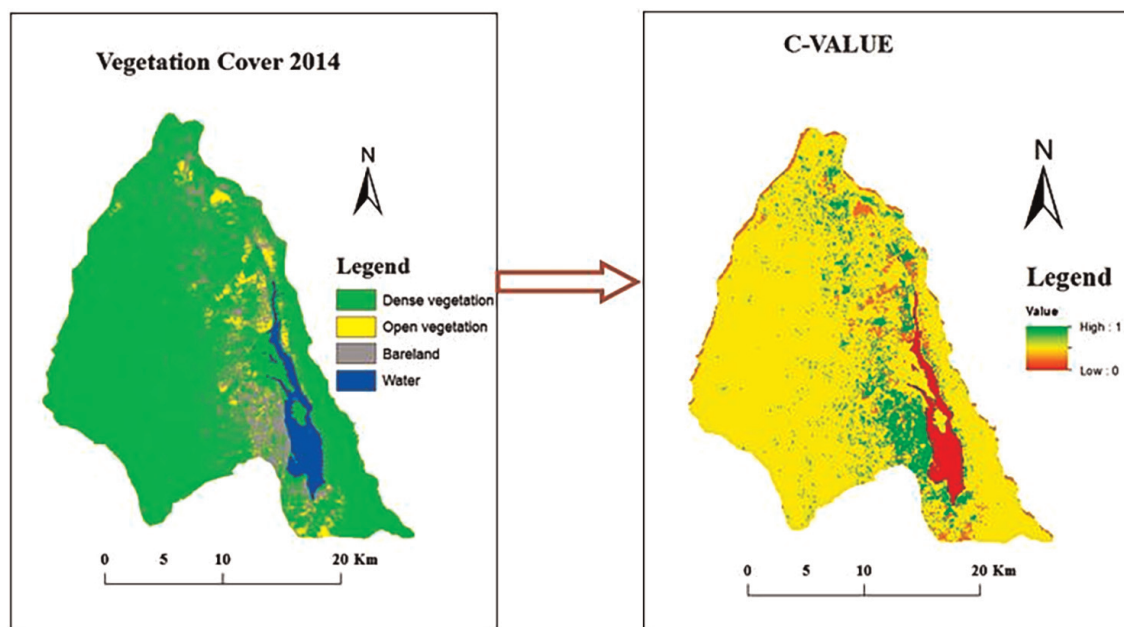 Vegetation Cover 2014
N
Legend
Dense vegetation
Open vegetation
Bareland
Water
0 5 10 20 Km
C-VALUE
N
Legend
Value
High : 1
Low : 0
0 5 10 20 Km